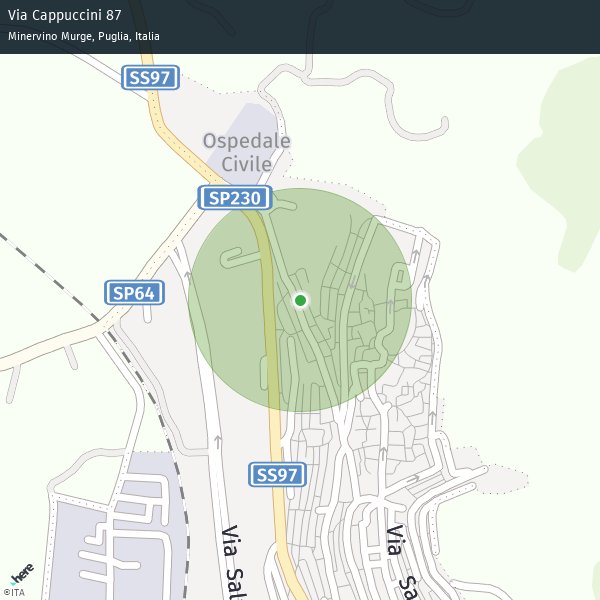 Via Cappuccini 87
Minervino Murge, Puglia, Italia
SS97
Ospedale
Civile
SP230
SP64
SS97
Via Sal
Via Sa
here
©ITA